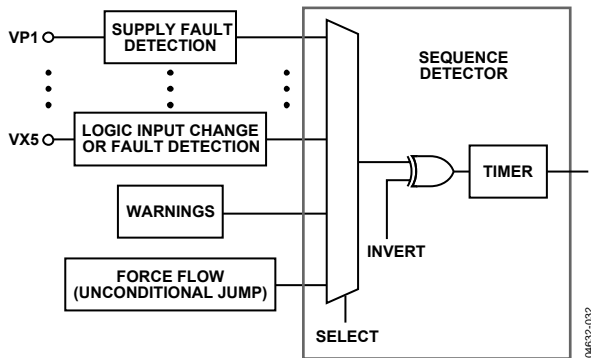 VP1
SUPPLY FAULT
DETECTION
SEQUENCE
DETECTOR
VX5
LOGIC INPUT CHANGE
OR FAULT DETECTION
TIMER
WARNINGS
INVERT
FORCE FLOW
(UNCONDITIONAL JUMP)
SELECT
04632-032